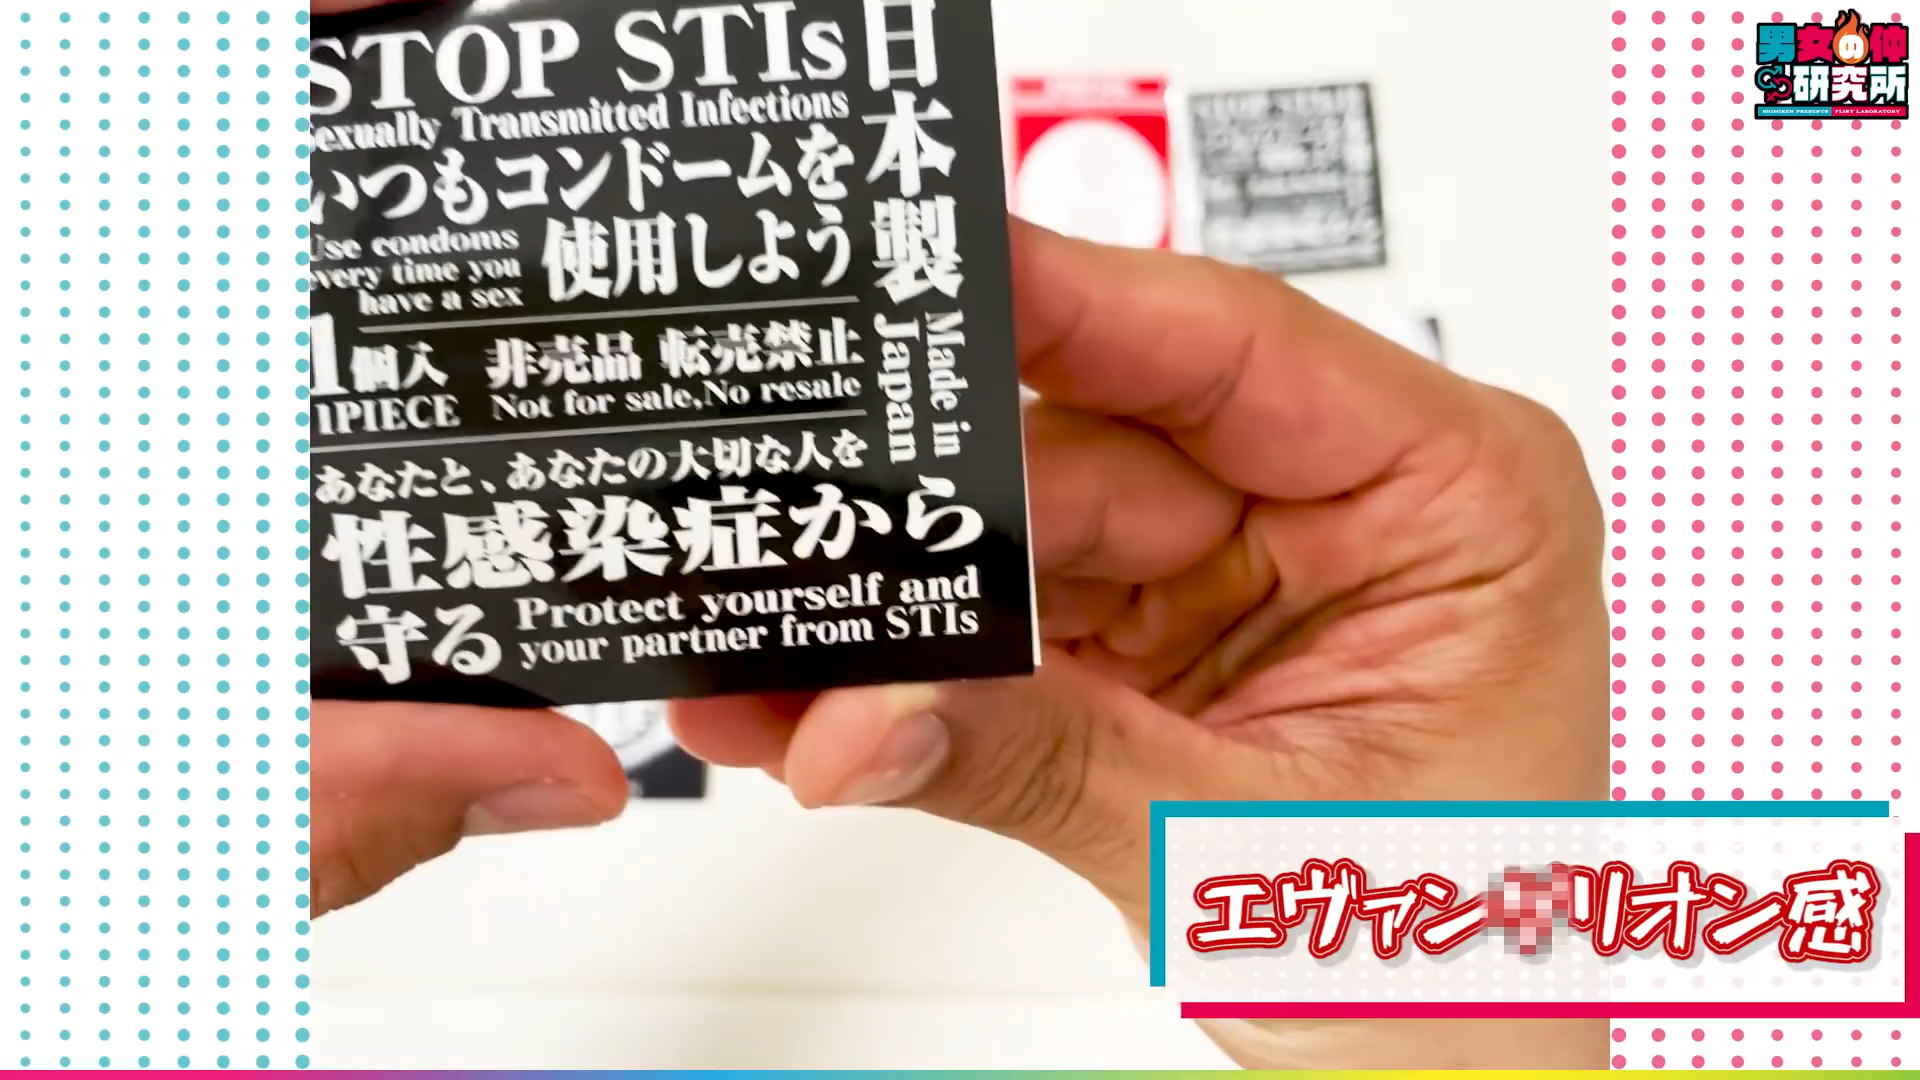 STOP STIs
Sexually Transmitted Infections
いつもコンドームを
使用しよう
Use condoms
every time you
have a sex
日本製
Made in
Japan
1個入
1PIECE
非売品 転売禁止
Not for sale,No resale
あなたと、あなたの大切な人を
性感染症から
守る
Protect yourself and
your partner from STIs
男女の仲
研究所
エヴァン リオン感